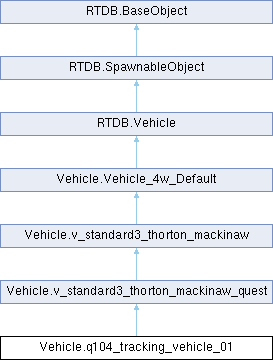 RTDB.BaseObject
RTDB.SpawnableObject
RTDB.Vehicle
Vehicle.Vehicle_4w_Default
Vehicle.v_standard3_thorton_mackinaw
Vehicle.v_standard3_thorton_mackinaw_quest
Vehicle.q104_tracking_vehicle_01